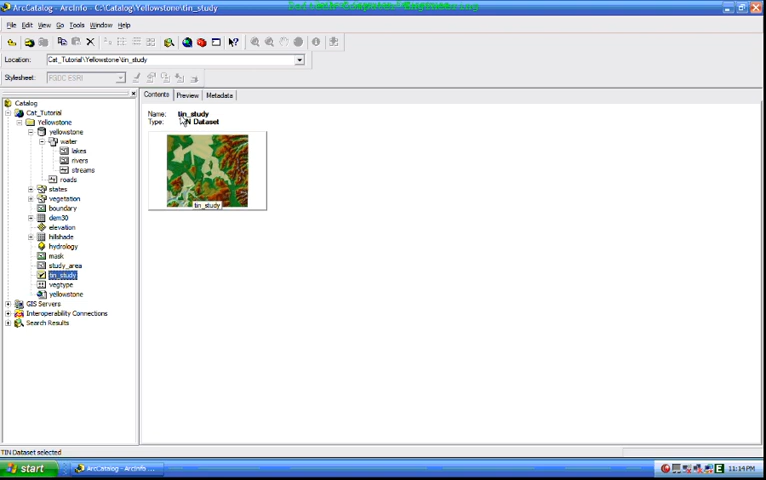 ArcCatalog - ArcInfo - C:\Catalog\Yellowstone\tin_study
File Edit View Go Tools Window Help
Location: Cat_Tutorial\Yellowstone\tin_study
Stylesheet: FGDC ESRI
Contents Preview Metadata
Name: tin_study
Type: TIN Dataset
tin_study
Catalog
Cat_Tutorial
Yellowstone
yellowstone
water
lakes
rivers
streams
roads
states
vegetation
boundary
dem30
elevation
hillshade
hydrology
mask
study_area
tin_study
vegtype
yellowstone
GIS Servers
Interoperability Connections
Search Results
TIN Dataset selected
start ArcCatalog - ArcInfo ... E 11:14 PM